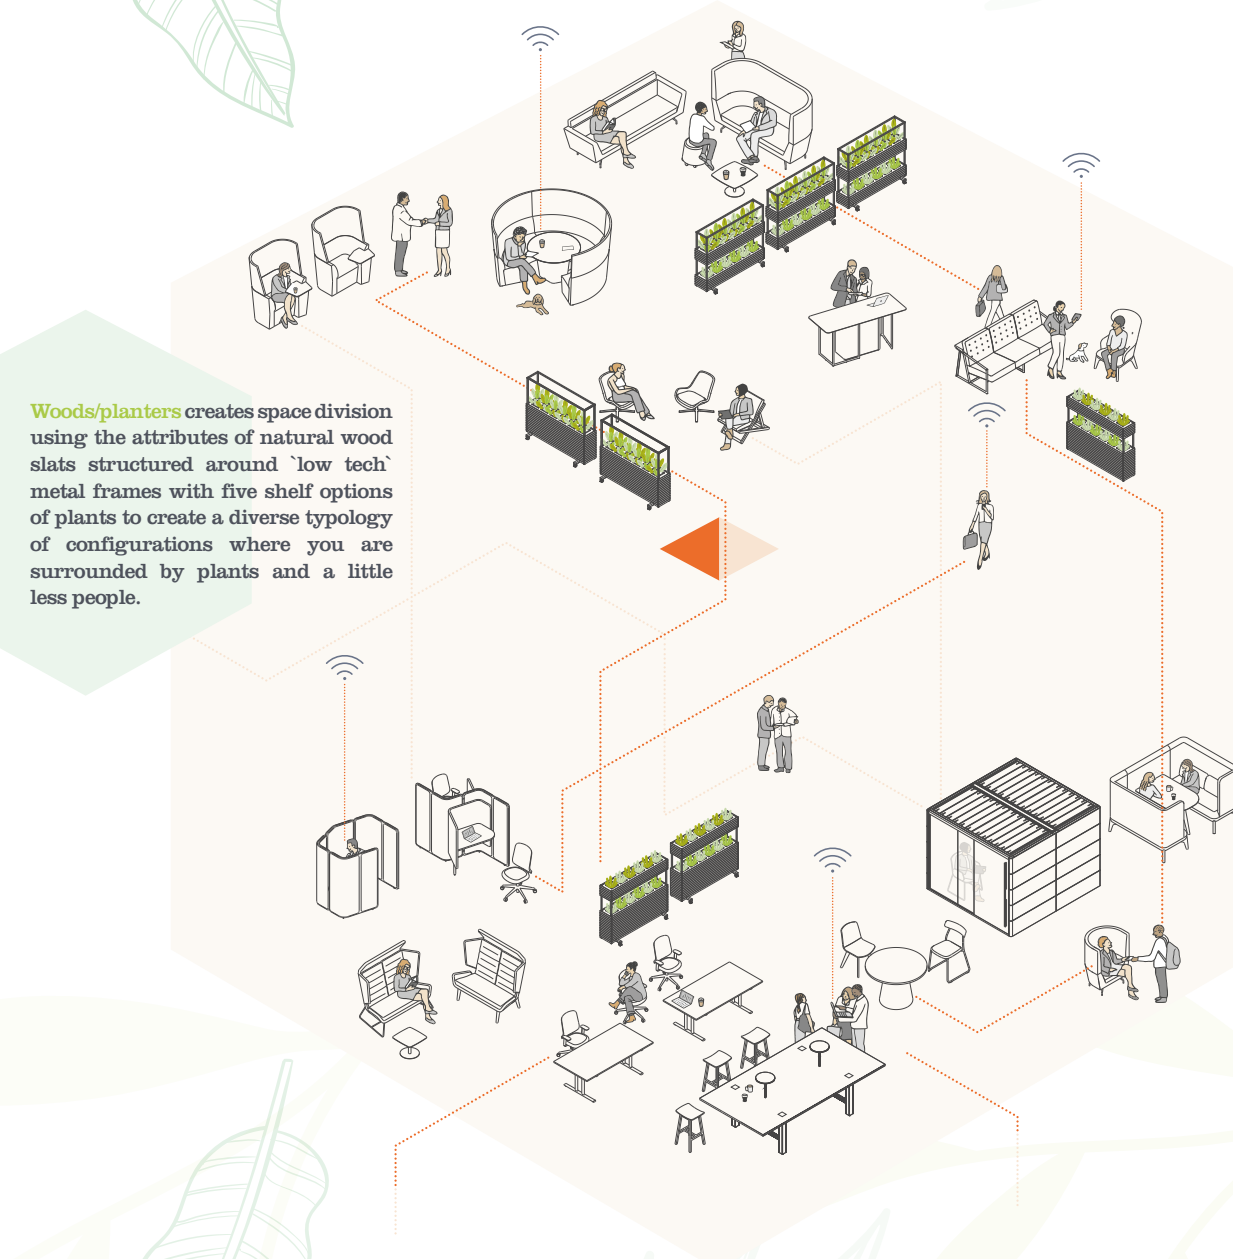 Woods/planters creates space division
using the attributes of natural wood
slats structured around `low tech`
metal frames with five shelf options
of plants to create a diverse typology
of configurations where you are
surrounded by plants and a little
less people.